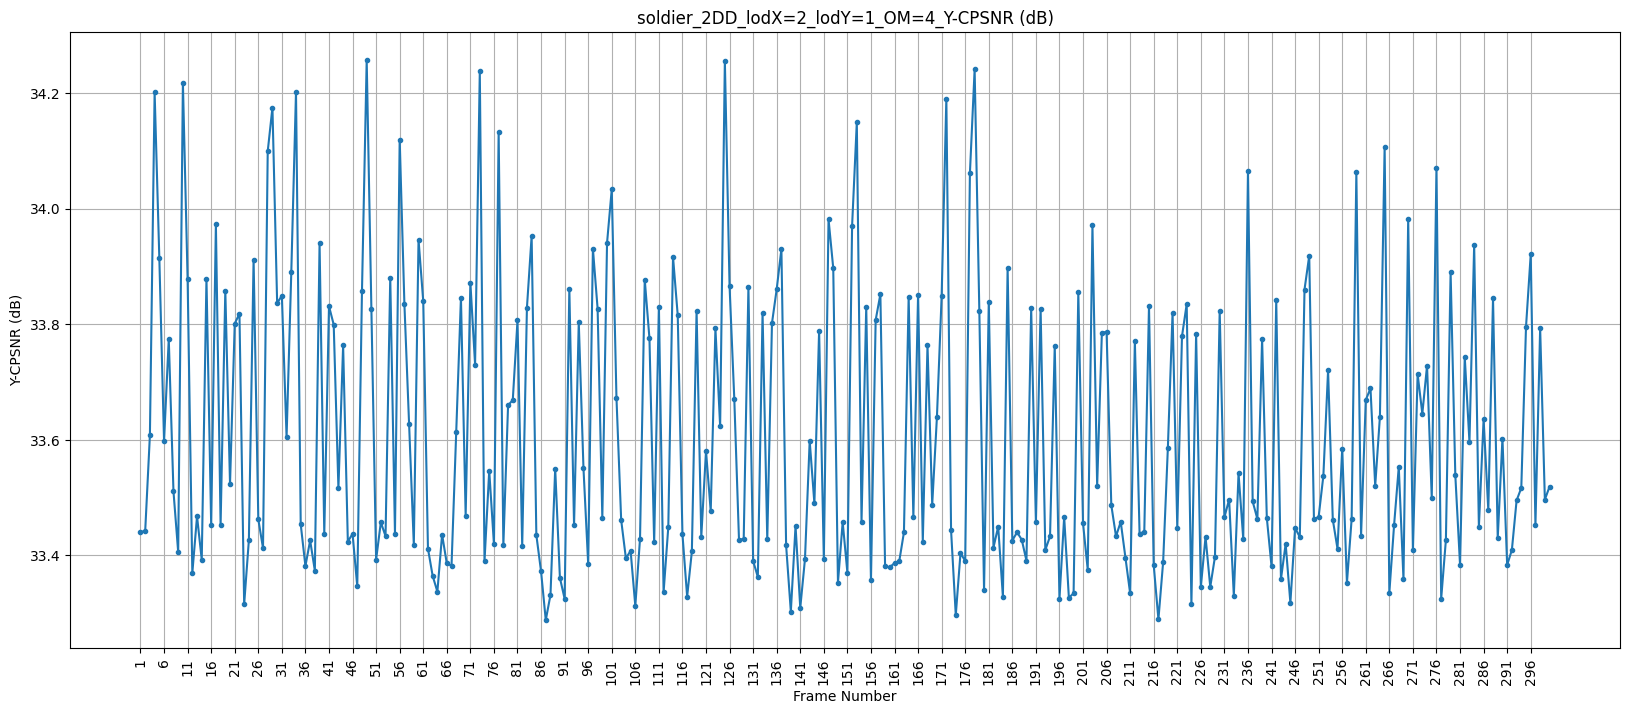 soldier_2DD_lodX=2_lodY=1_OM=4_Y-CPSNR (dB)
Y-CPSNR (dB)
34.2
34.0
33.8
33.6
33.4
1 6 11 16 21 26 31 36 41 46 51 56 61 66 71 76 81 86 91 96 101 106 111 116 121 126 131 136 141 146 151 156 161 166 171 176 181 186 191 196 201 206 211 216 221 226 231 236 241 246 251 256 261 266 271 276 281 286 291 296
Frame Number